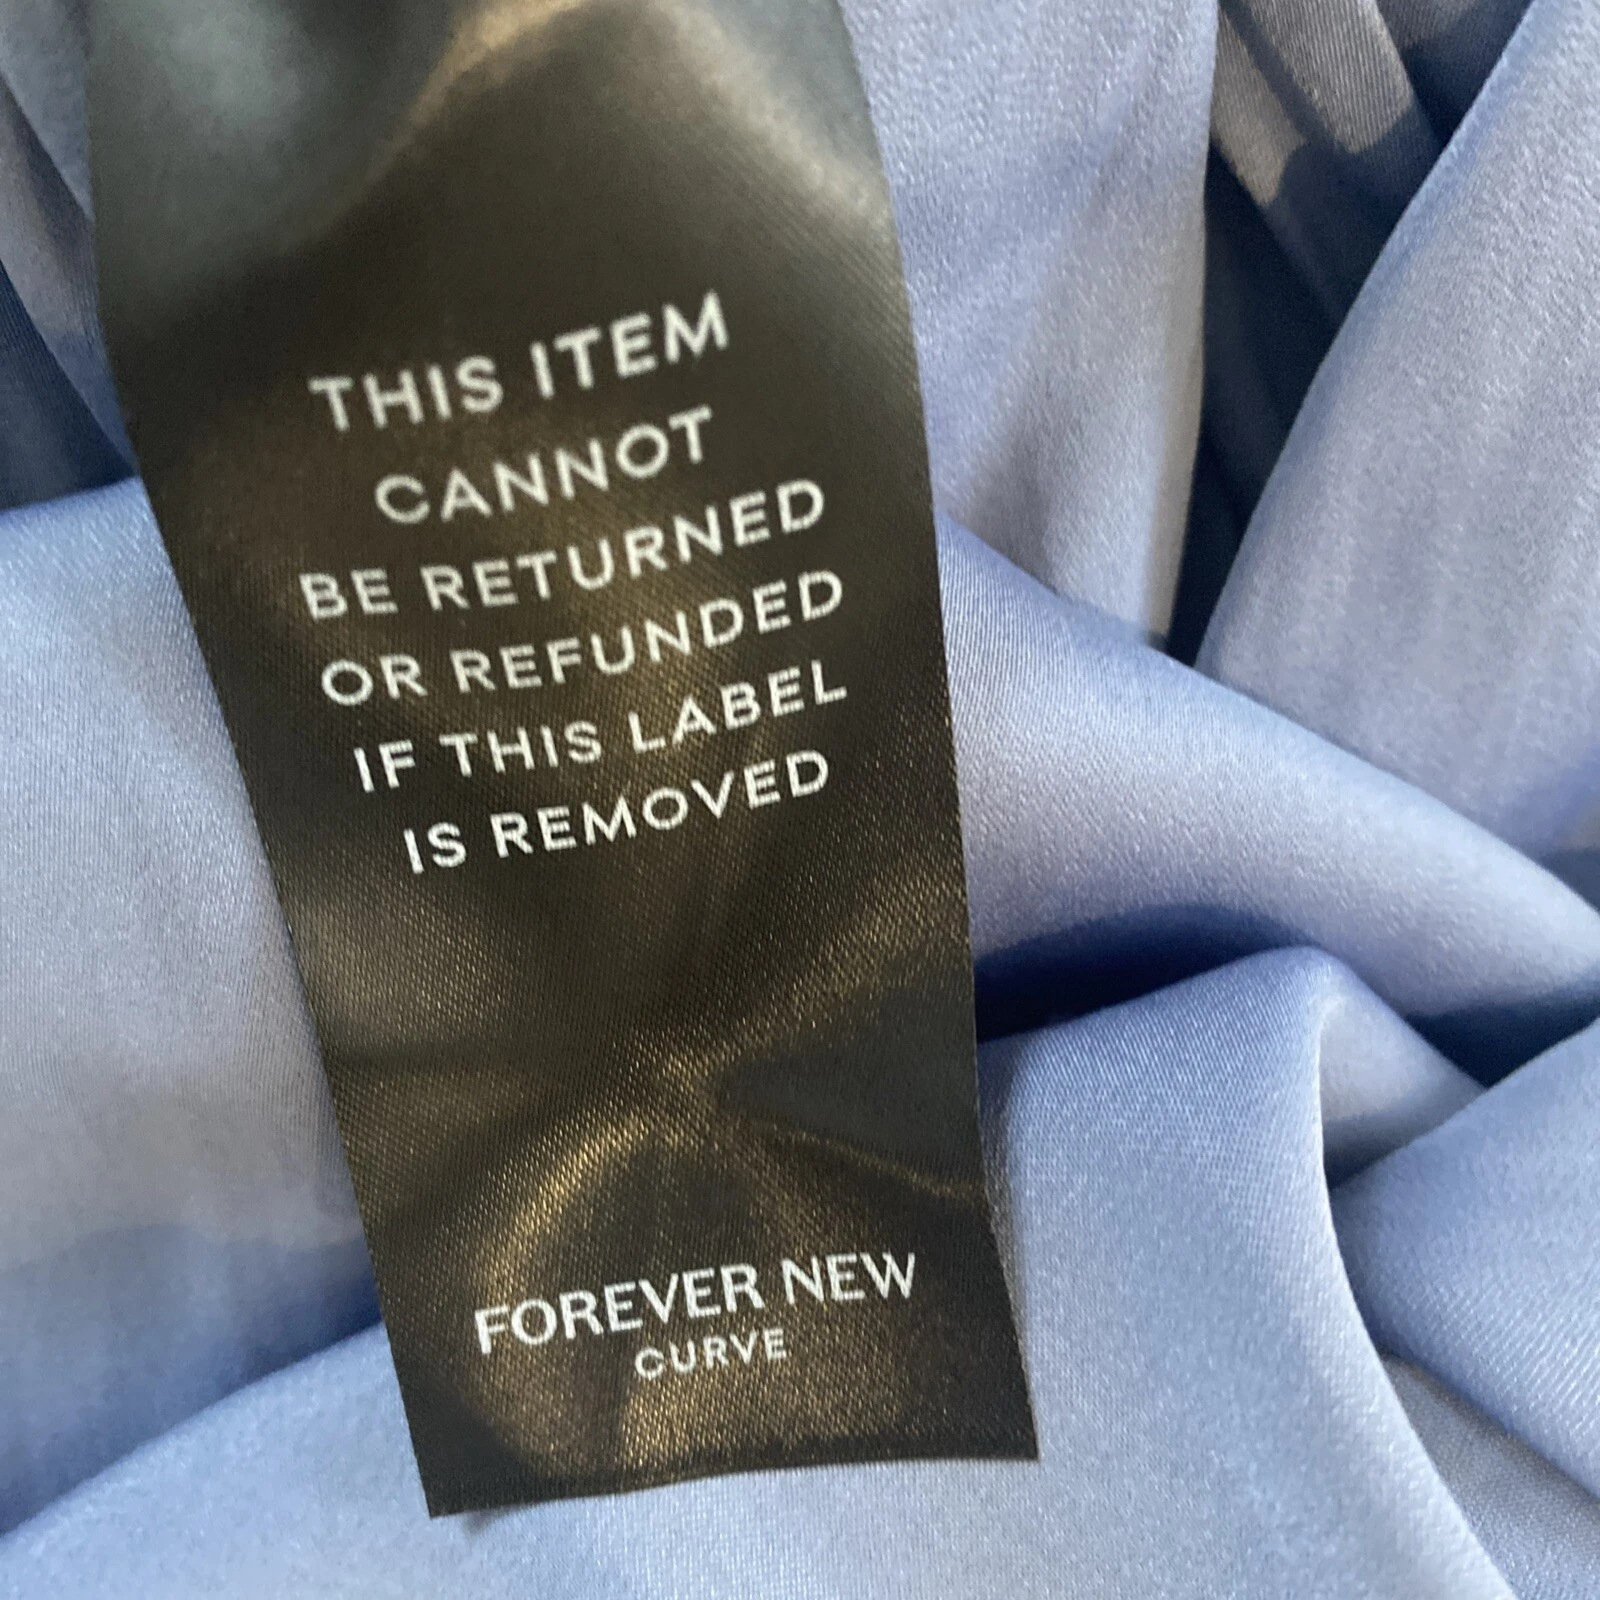 THIS ITEM
CANNOT
BE RETURNED
OR REFUNDED
IF THIS LABEL
IS REMOVED
FOREVER NEW
CURVE